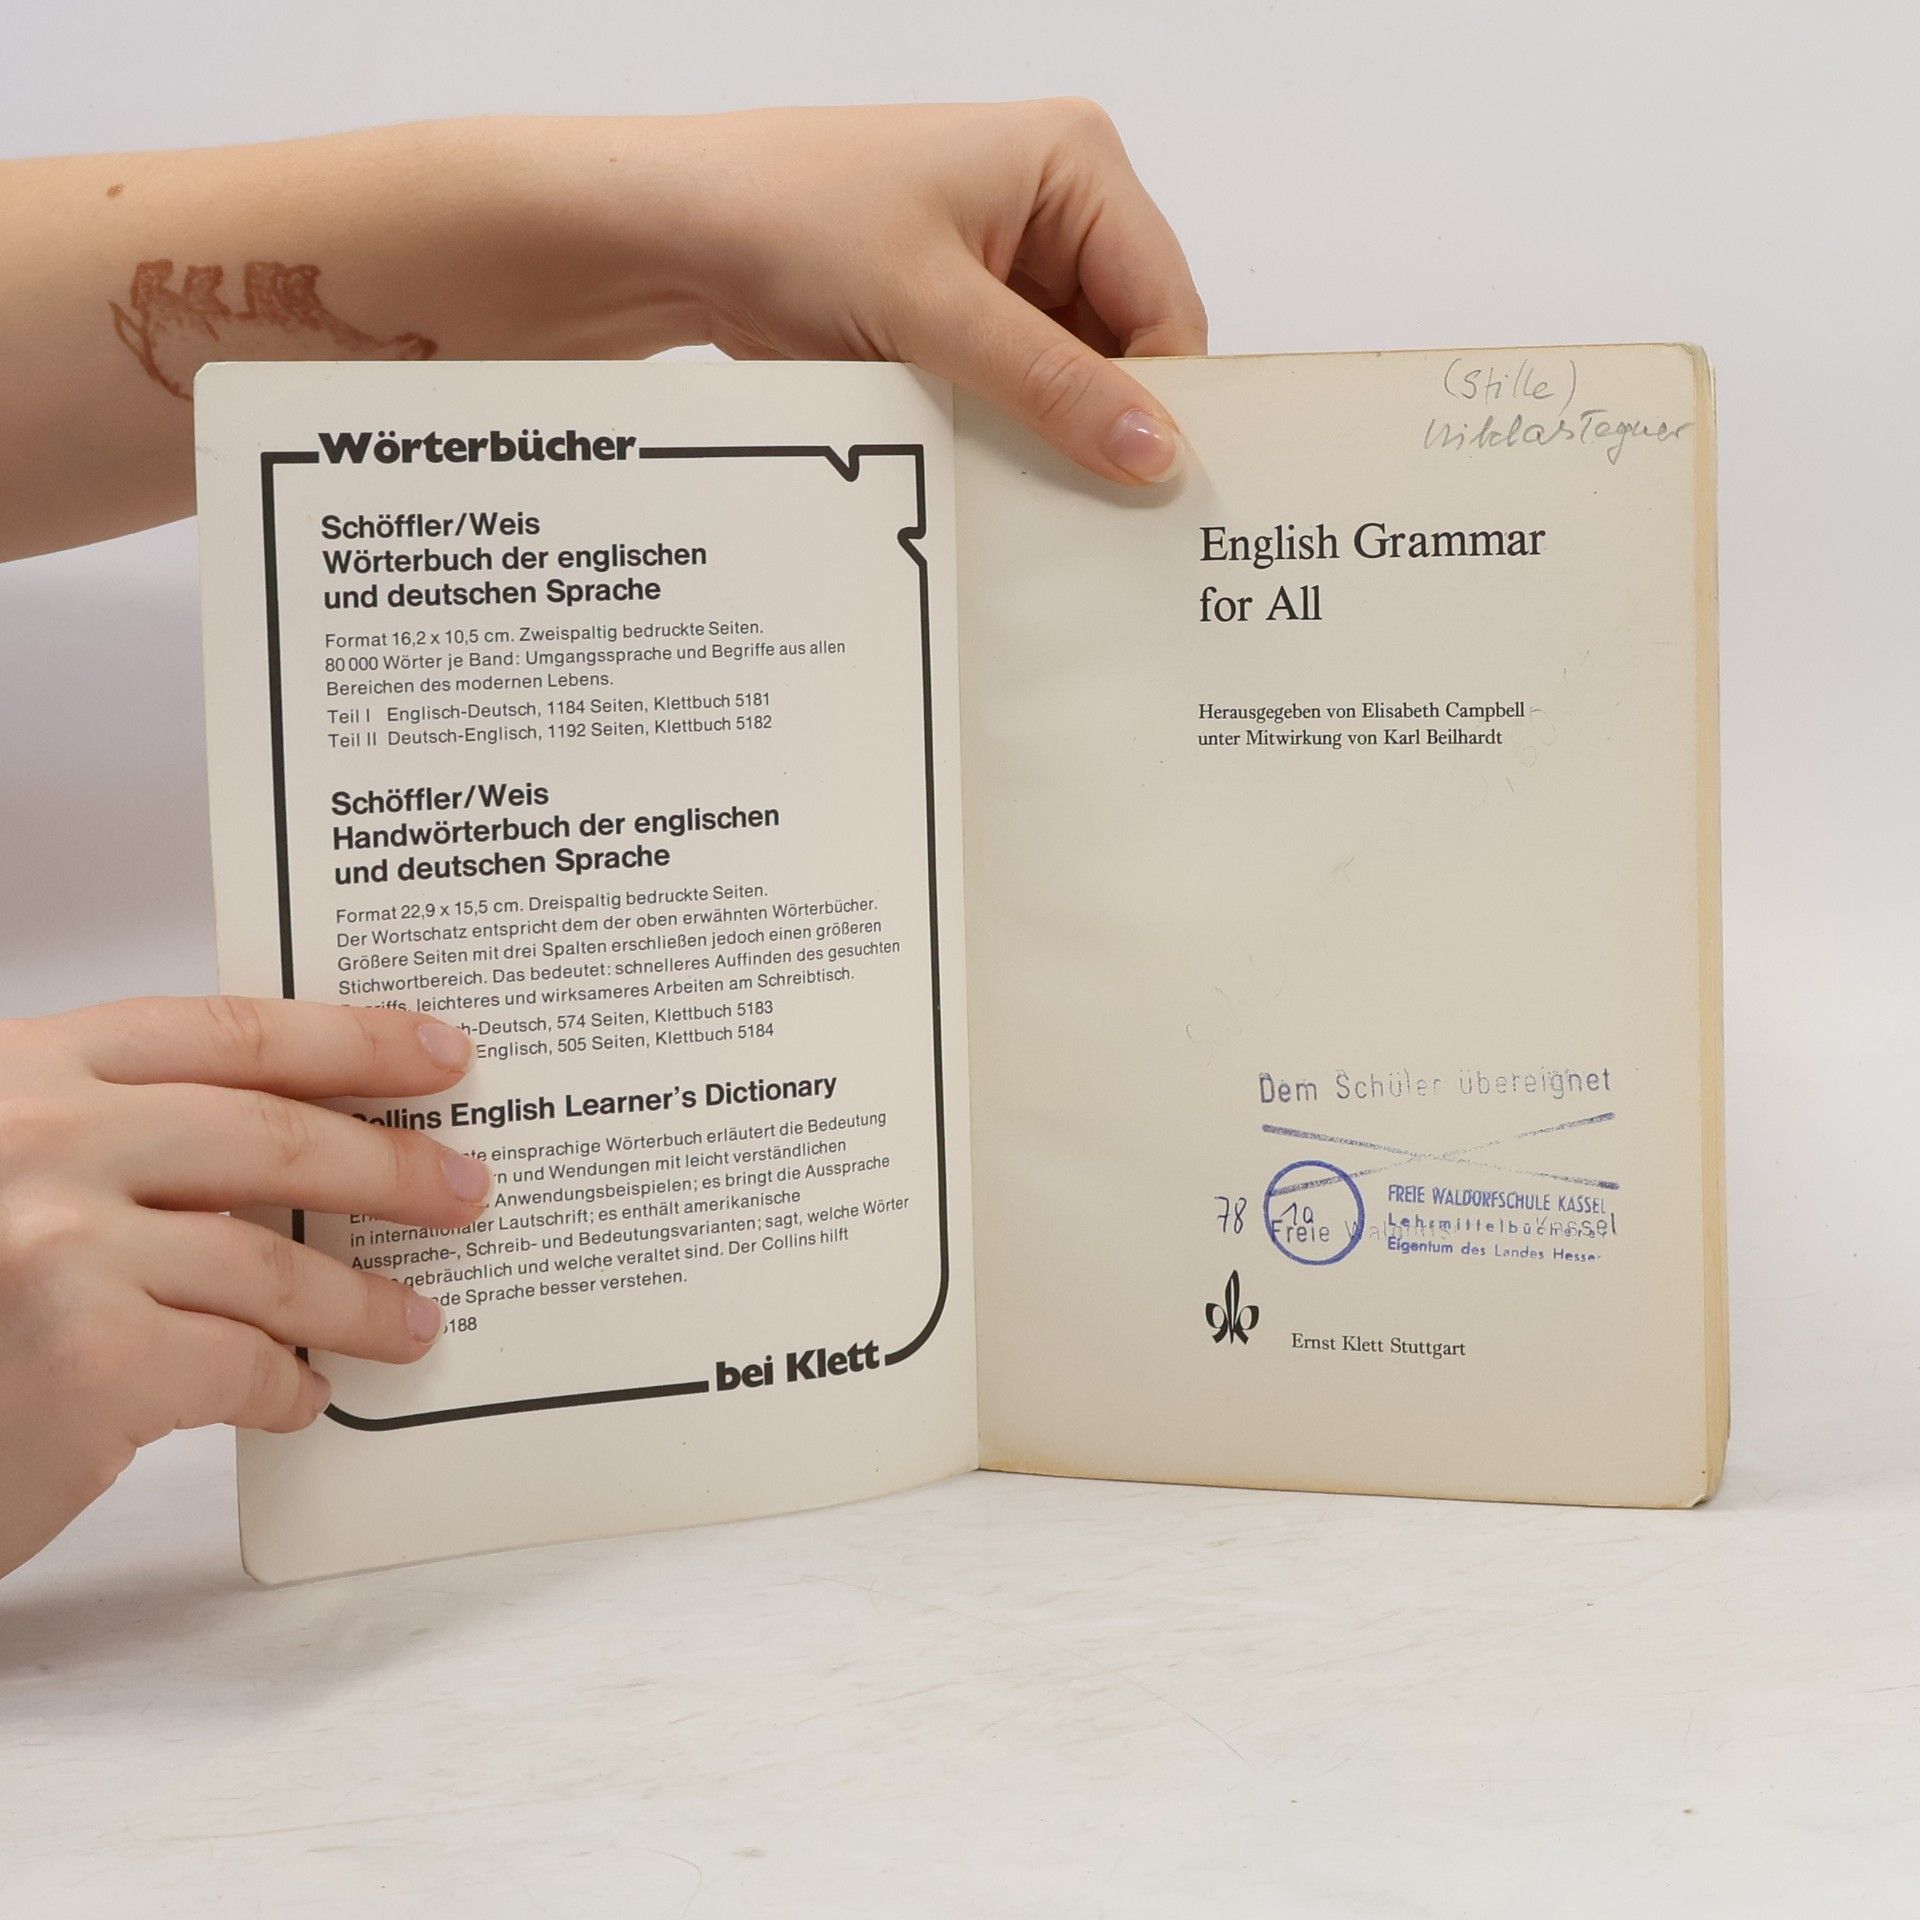 Wörterbücher
Schöffler/Weis
Wörterbuch der englischen
und deutschen Sprache
Format 16,2 x 10,5 cm. Zweispaltig bedruckte Seiten.
80 000 Wörter je Band: Umgangssprache und Begriffe aus allen
Bereichen des modernen Lebens.
Teil I Englisch-Deutsch, 1184 Seiten, Klettbuch 5181
Teil II Deutsch-Englisch, 1192 Seiten, Klettbuch 5182
Schöffler/Weis
Handwörterbuch der englischen
und deutschen Sprache
Format 22,9 x 15,5 cm. Dreispaltig bedruckte Seiten.
Der Wortschatz entspricht dem der oben erwähnten Wörterbücher.
Größere Seiten mit drei Spalten erschließen jedoch einen größeren
Stichwortbereich. Das bedeutet: schnelleres Auffinden des gesuchten
leichteres und wirksameres Arbeiten am Schreibtisch.
-Deutsch, 574 Seiten, Klettbuch 5183
Englisch, 505 Seiten, Klettbuch 5184
Collins English Learner's Dictionary
einsprachige Wörterbuch erläutert die Bedeutung
und Wendungen mit leicht verständlichen
Anwendungsbeispielen; es bringt die Aussprache
in internationaler Lautschrift; es enthält amerikanische
Aussprache-, Schreib- und Bedeutungsvarianten; sagt, welche Wörter
gebräuchlich und welche veraltet sind. Der Collins hilft
Sprache besser verstehen.
188
bei Klett
(Stille)
Niklas Tegner
English Grammar
for All
Herausgegeben von Elisabeth Campbell
unter Mitwirkung von Karl Beilhardt
Dem Schüler übereignet
FREIE WALDORFSCHULE KASSEL
78 1a Lehrmittelbücherei
Freie Kassel
Eigentum des Landes Hessen
Ernst Klett Stuttgart